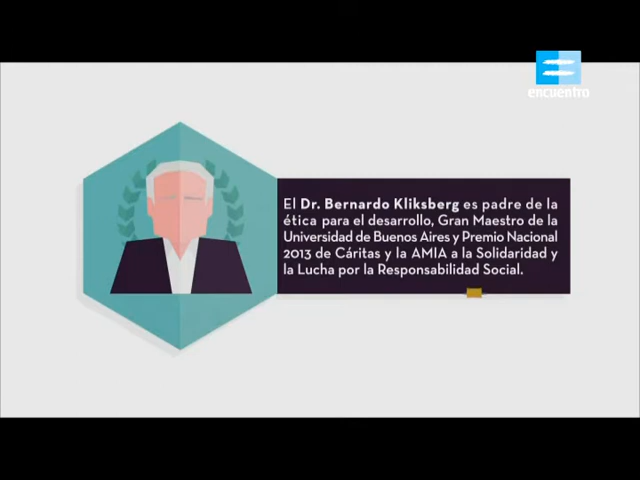 encuentro
El Dr. Bernardo Kliksberg es padre de la
ética para el desarrollo, Gran Maestro de la
Universidad de Buenos Aires y Premio Nacional
2013 de Cáritas y la AMIA a la Solidaridad y
la Lucha por la Responsabilidad Social.